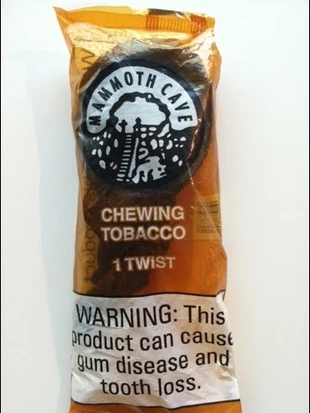 MAMMOTH CAVE
CHEWING
TOBACCO
1 TWIST
WARNING: This
product can cause
gum disease and
tooth loss.